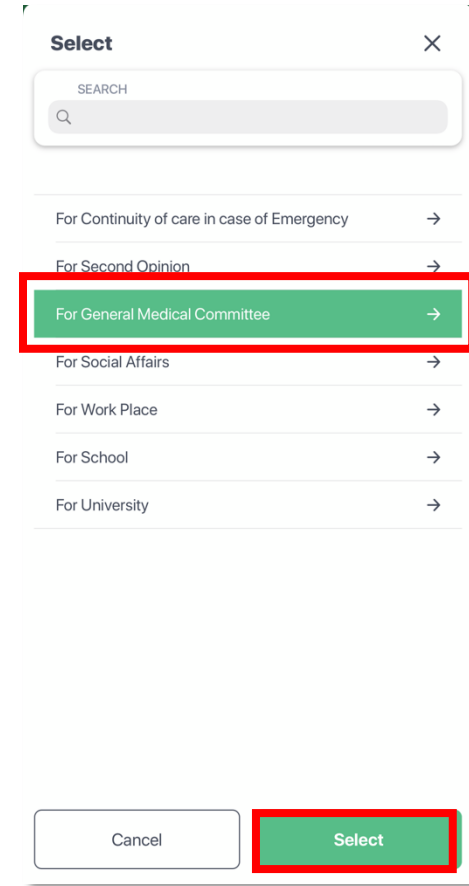 Select
SEARCH
For Continuity of care in case of Emergency
For Second Opinion
For General Medical Committee
For Social Affairs
For Work Place
For School
For University
Cancel
Select